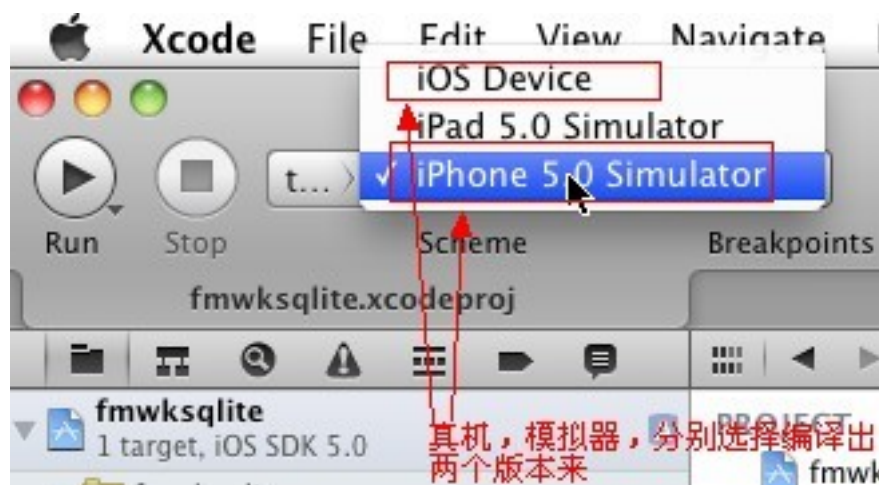 Xcode File Edit View Navigate
iOS Device
iPad 5.0 Simulator
t...
✓ iPhone 5.0 Simulator
Run Stop Scheme Breakpoints
fmwksqlite.xcodeproj
fmwksqlite
1 target, iOS SDK 5.0
PROJECT
真机，模拟器，分别选择编译出
两个版本来
fmwk